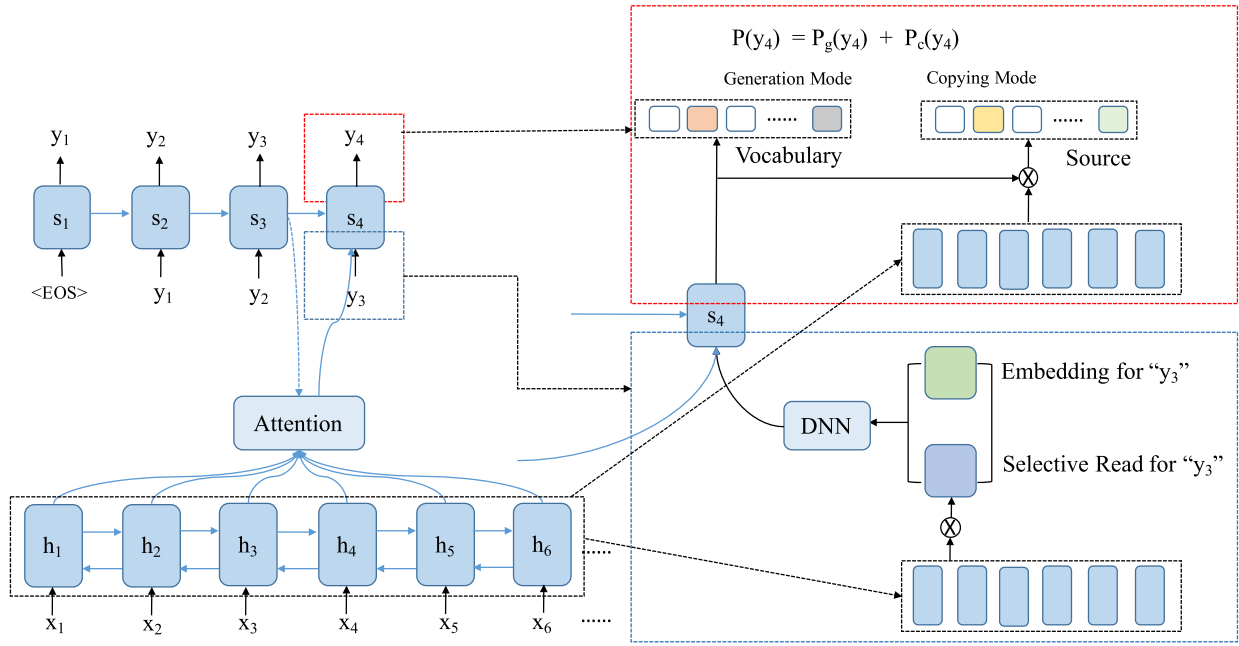 P(y₄) = P_g(y₄) + P_c(y₄)
Generation Mode Copying Mode
......
......
Vocabulary Source
y₁ y₂ y₃ y₄
s₁ s₂ s₃ s₄
<EOS> y₁ y₂ y₃
s₄
Embedding for “y₃”
Attention
DNN
Selective Read for “y₃”
h₁ h₂ h₃ h₄ h₅ h₆ ......
x₁ x₂ x₃ x₄ x₅ x₆ ......
X
X